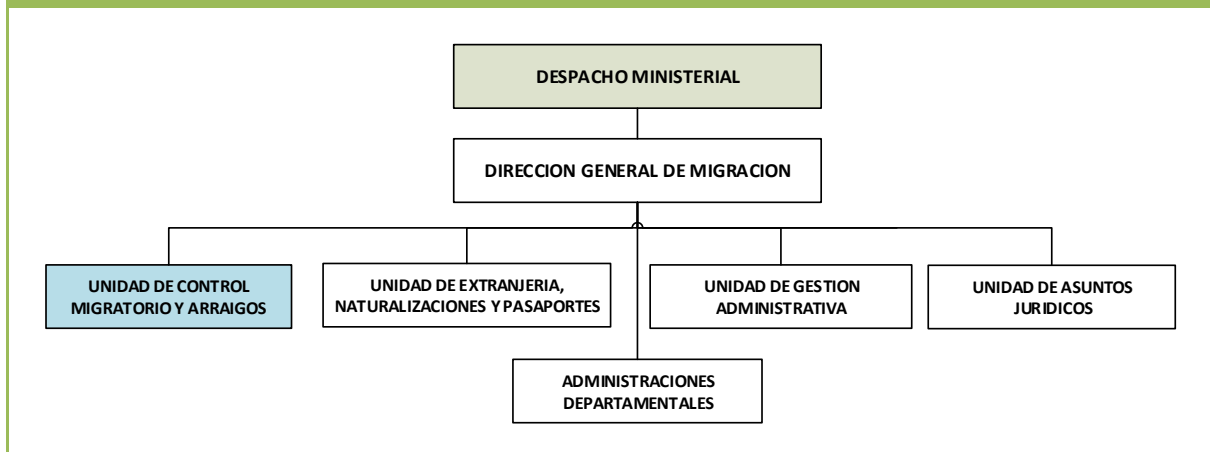 DESPACHO MINISTERIAL
DIRECCION GENERAL DE MIGRACION
UNIDAD DE CONTROL
MIGRATORIO Y ARRAIGOS
UNIDAD DE EXTRANJERIA,
NATURALIZACIONES Y PASAPORTES
UNIDAD DE GESTION
ADMINISTRATIVA
UNIDAD DE ASUNTOS
JURIDICOS
ADMINISTRACIONES
DEPARTAMENTALES